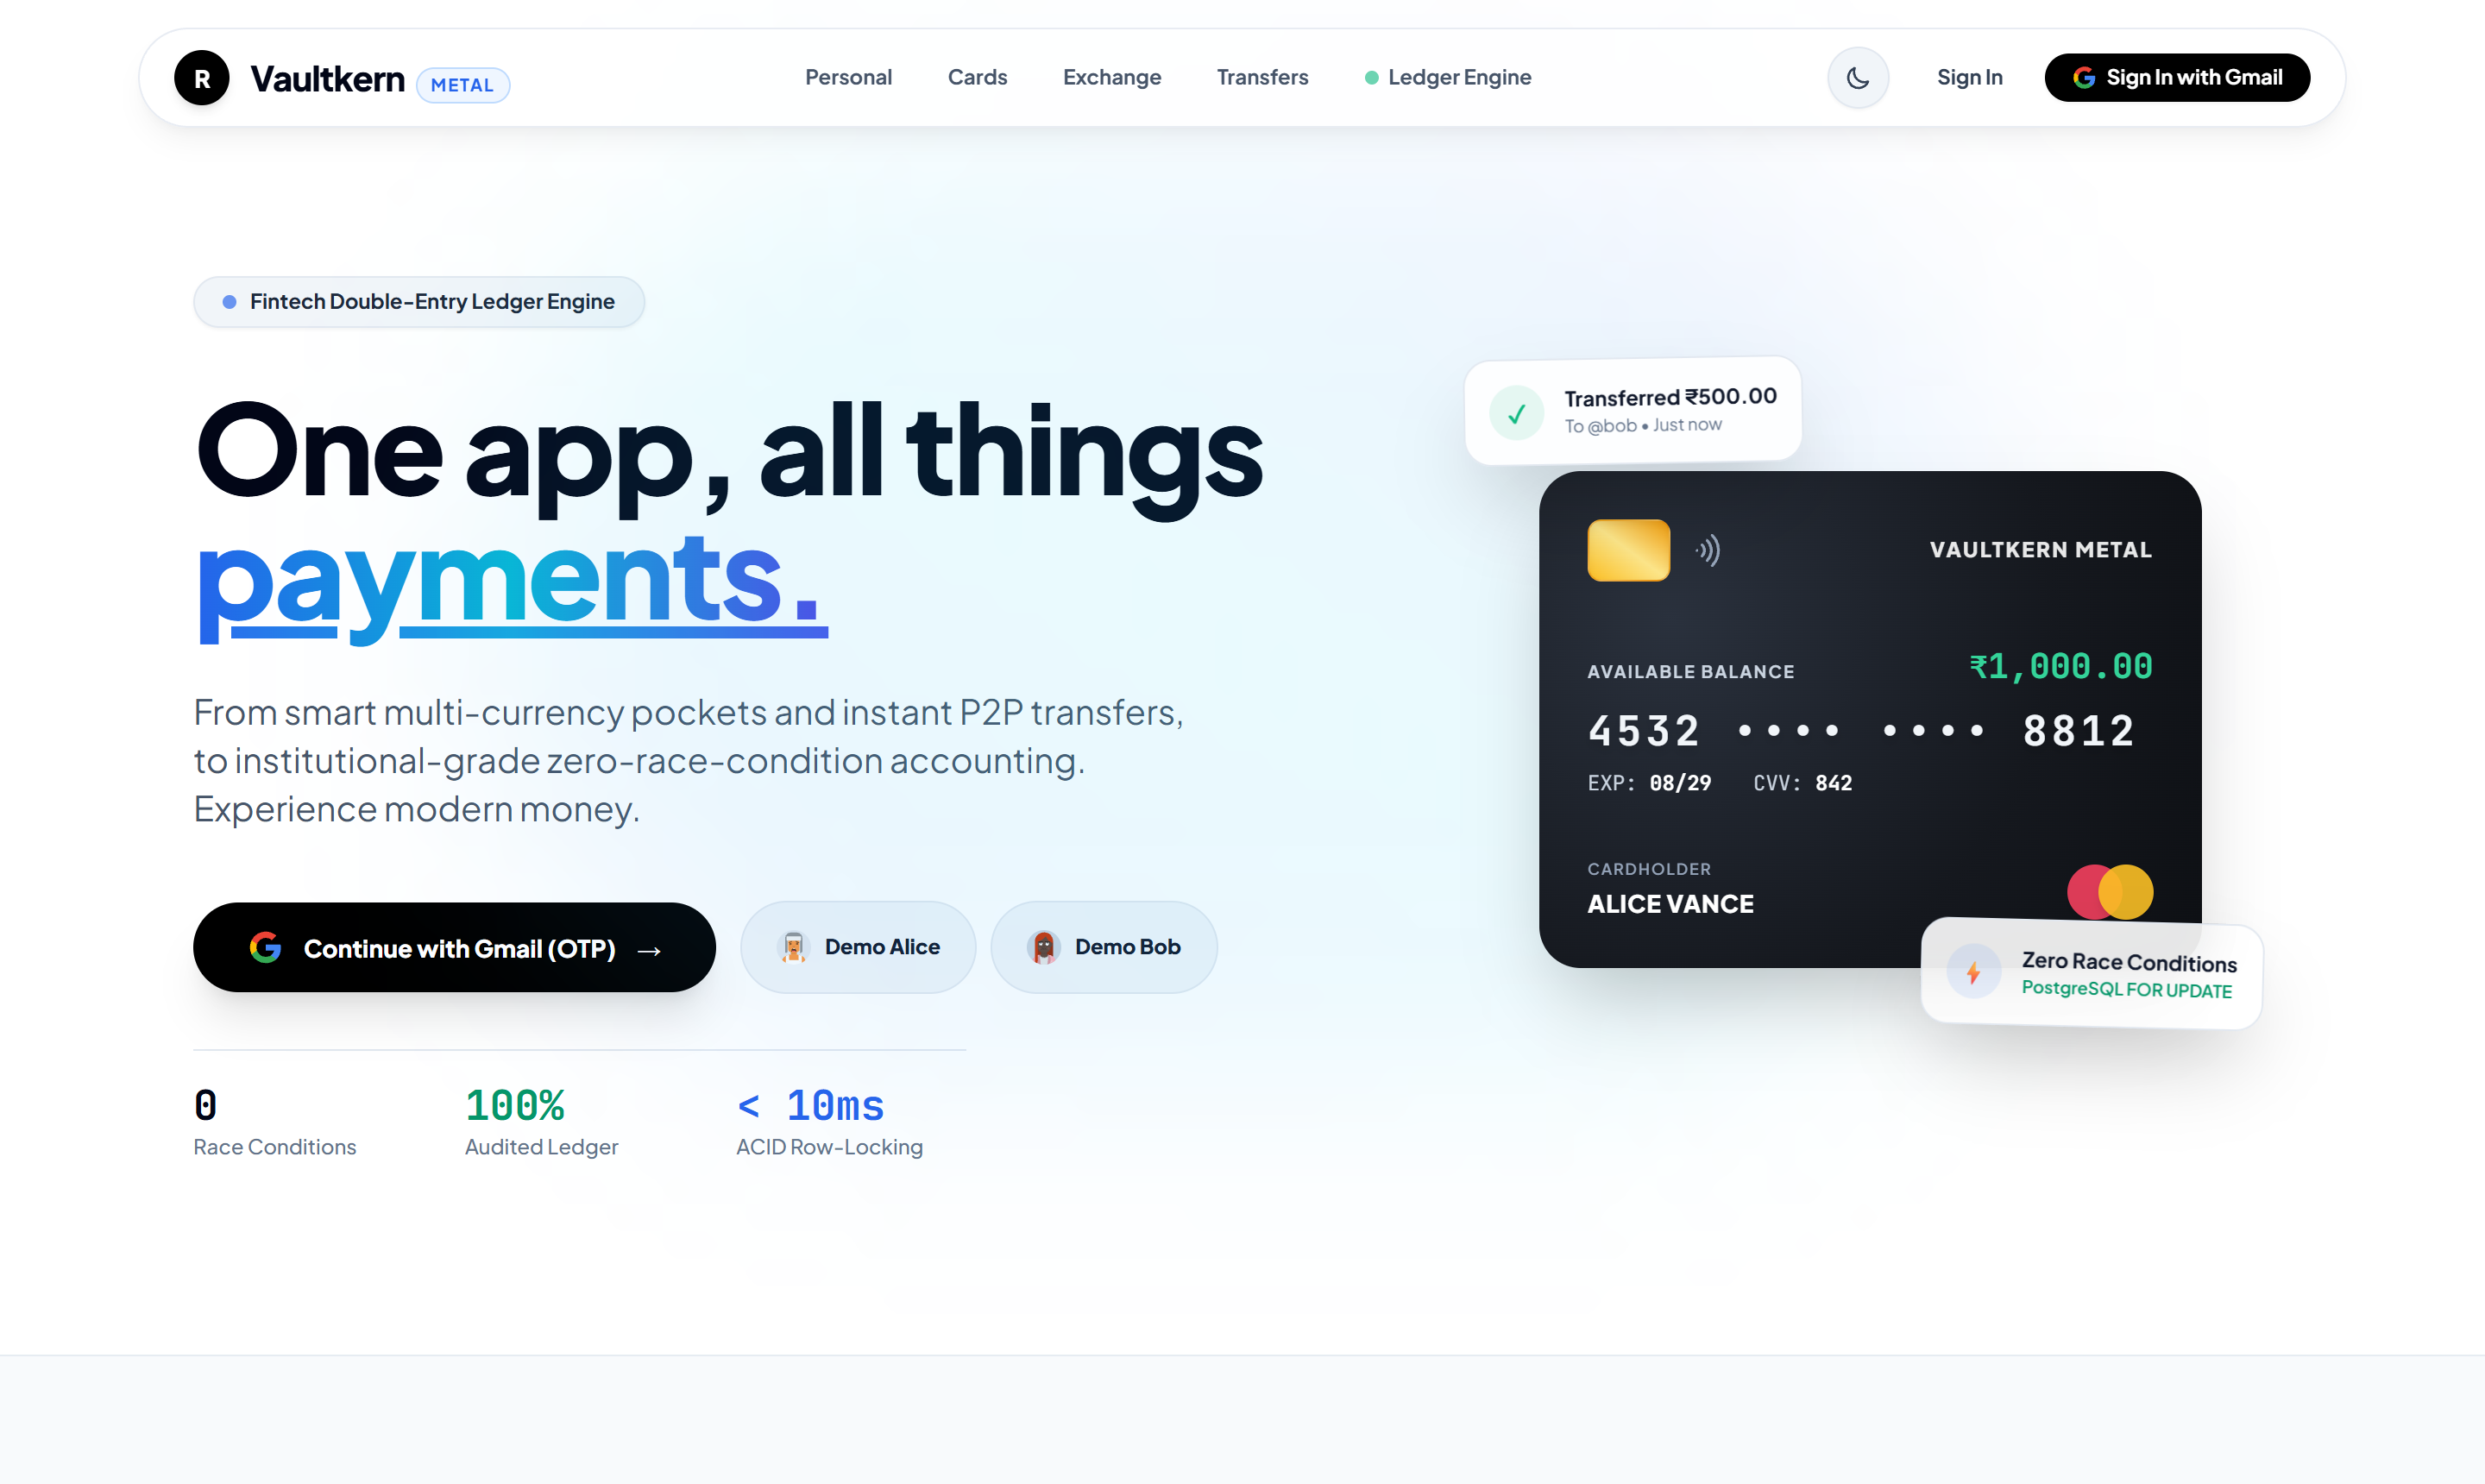 R
Vaultkern METAL
Personal Cards Exchange Transfers Ledger Engine
Sign In
Sign In with Gmail
Fintech Double-Entry Ledger Engine
One app, all things
payments.
From smart multi-currency pockets and instant P2P transfers,
to institutional-grade zero-race-condition accounting.
Experience modern money.
Continue with Gmail (OTP) →
Demo Alice
Demo Bob
0
Race Conditions
100%
Audited Ledger
< 10ms
ACID Row-Locking
Transferred ₹500.00
To @bob • Just now
VAULTKERN METAL
AVAILABLE BALANCE ₹1,000.00
4532 •••• •••• 8812
EXP: 08/29 CVV: 842
CARDHOLDER
ALICE VANCE
Zero Race Conditions
PostgreSQL FOR UPDATE